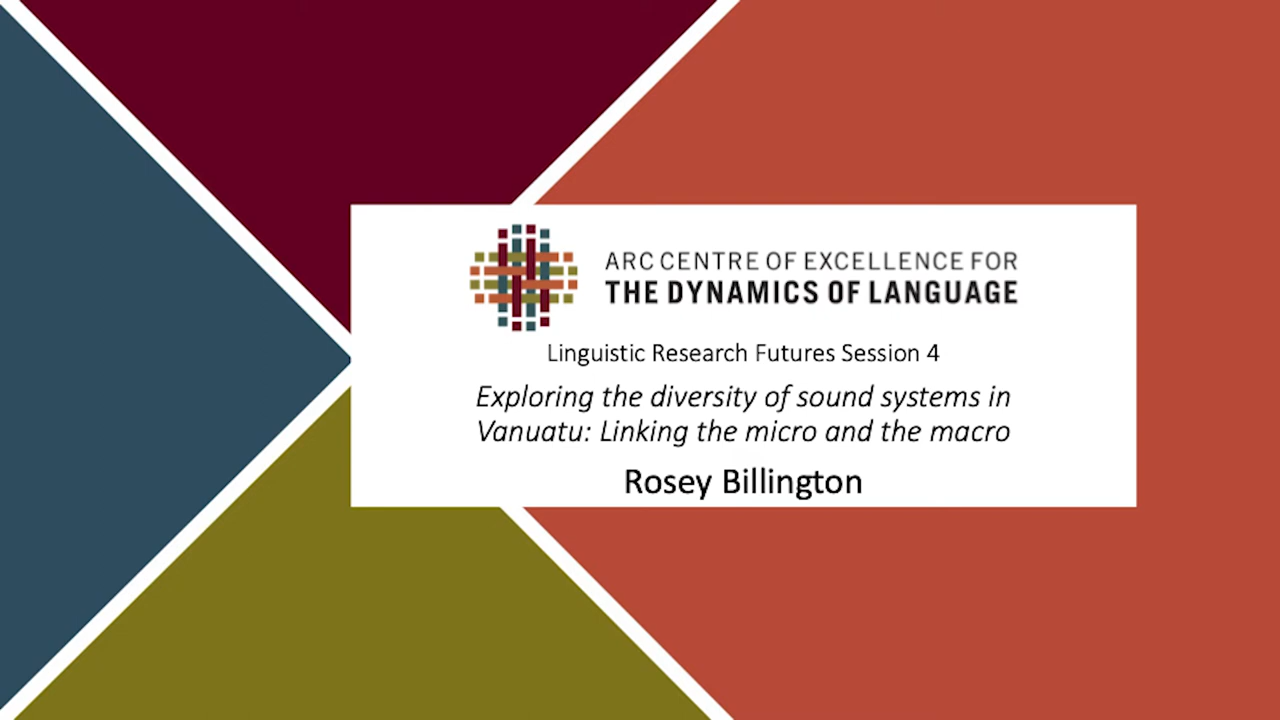 ARC CENTRE OF EXCELLENCE FOR
THE DYNAMICS OF LANGUAGE
Linguistic Research Futures Session 4
Exploring the diversity of sound systems in
Vanuatu: Linking the micro and the macro
Rosey Billington